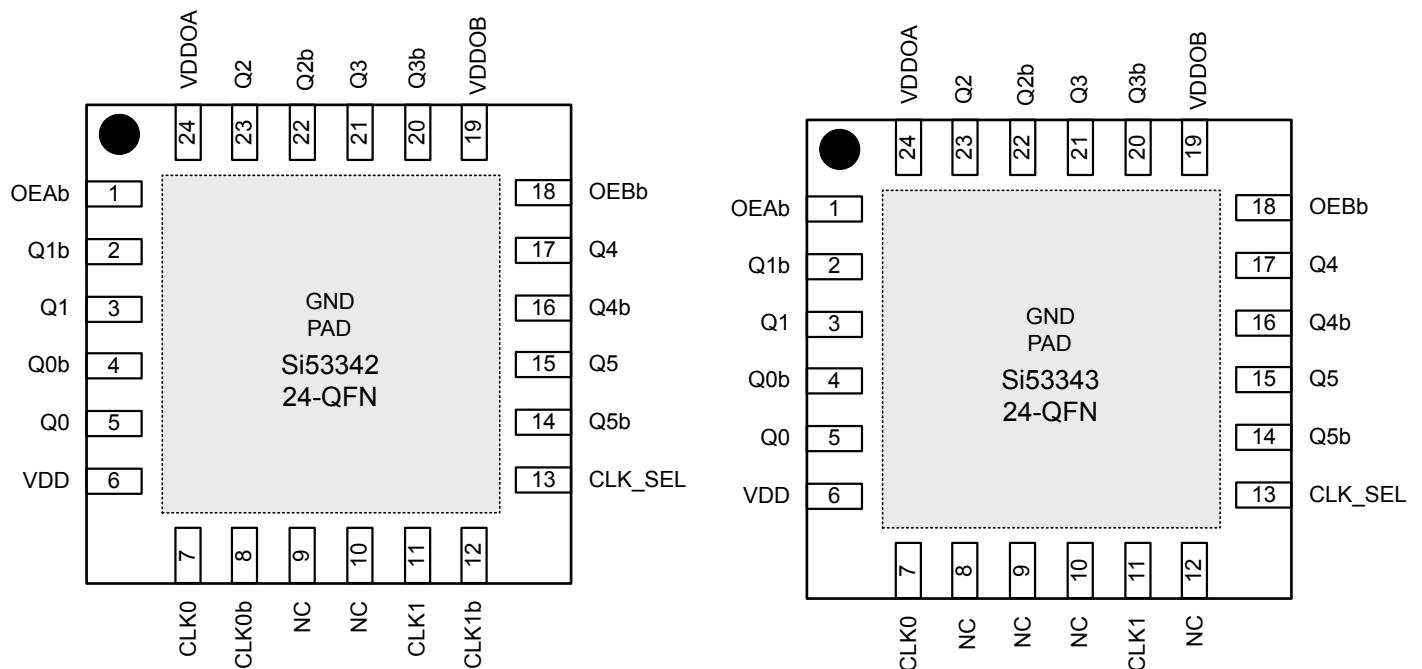 VDDOA
Q2
Q2b
Q3
Q3b
VDDOB
24
23
22
21
20
19
OEAb 1
Q1b 2
Q1 3
Q0b 4
Q0 5
VDD 6
GND
PAD
Si53342
24-QFN
18 OEBb
17 Q4
16 Q4b
15 Q5
14 Q5b
13 CLK_SEL
7
8
9
10
11
12
CLK0
CLK0b
NC
NC
CLK1
CLK1b
VDDOA
Q2
Q2b
Q3
Q3b
VDDOB
24
23
22
21
20
19
OEAb 1
Q1b 2
Q1 3
Q0b 4
Q0 5
VDD 6
GND
PAD
Si53343
24-QFN
18 OEBb
17 Q4
16 Q4b
15 Q5
14 Q5b
13 CLK_SEL
7
8
9
10
11
12
CLK0
NC
NC
NC
CLK1
NC